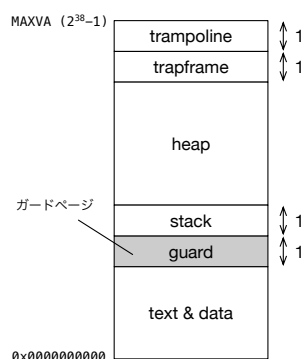 MAXVA (2³⁸−1)
trampoline
1
trapframe
1
heap
ガードページ
stack
1
guard
1
text & data
0x0000000000